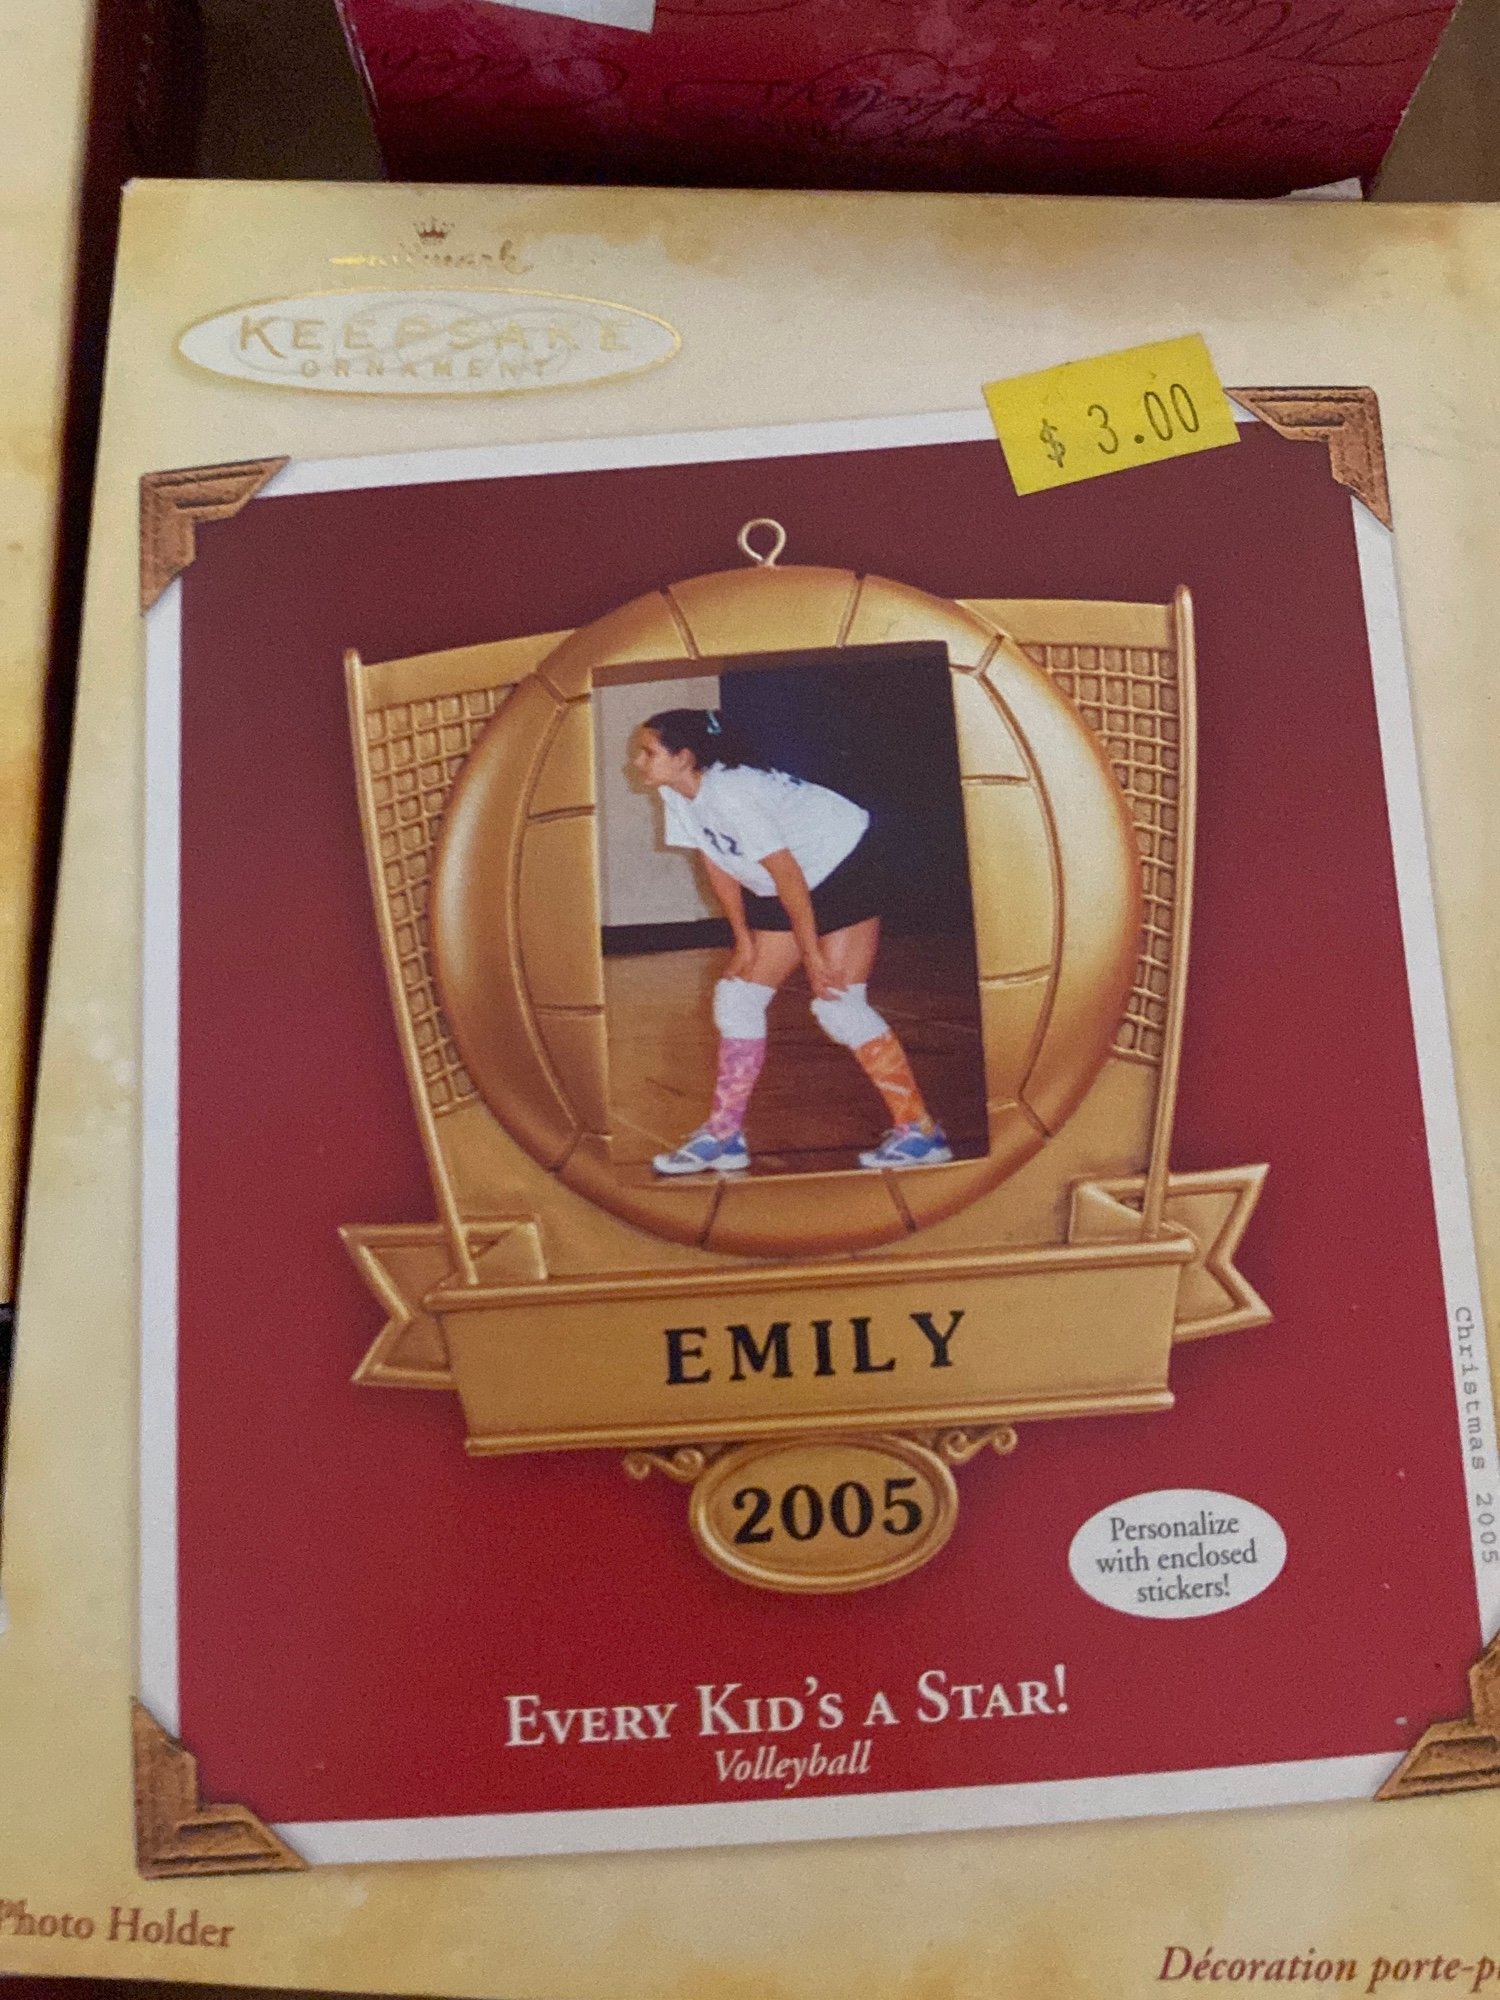 Hallmark
KEEPSAKE
ORNAMENT
$ 3.00
EMILY
2005
Personalize
with enclosed
stickers!
EVERY KID'S A STAR!
Volleyball
Christmas 2005
Photo Holder
Décoration porte-p